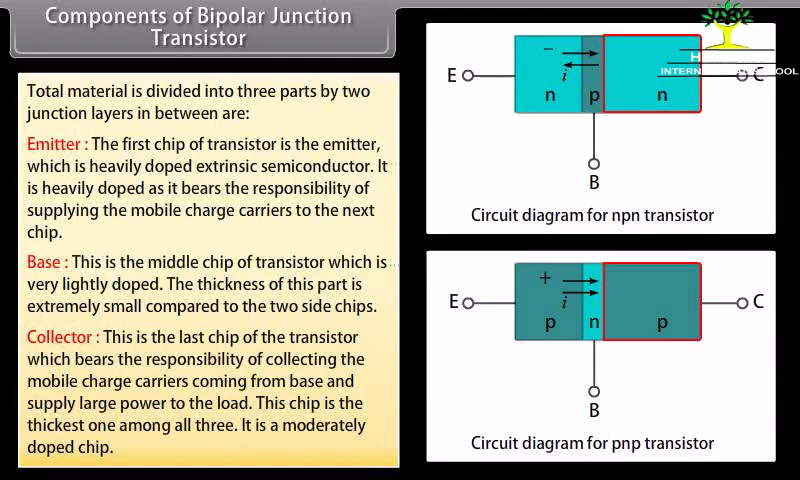 Components of Bipolar Junction
Transistor
Total material is divided into three parts by two
junction layers in between are:
Emitter : The first chip of transistor is the emitter,
which is heavily doped extrinsic semiconductor. It
is heavily doped as it bears the responsibility of
supplying the mobile charge carriers to the next
chip.
Base : This is the middle chip of transistor which is
very lightly doped. The thickness of this part is
extremely small compared to the two side chips.
Collector : This is the last chip of the transistor
which bears the responsibility of collecting the
mobile charge carriers coming from base and
supply large power to the load. This chip is the
thickest one among all three. It is a moderately
doped chip.
−
E
i
C
n p n
B
Circuit diagram for npn transistor
+
E
i
C
p n p
B
Circuit diagram for pnp transistor